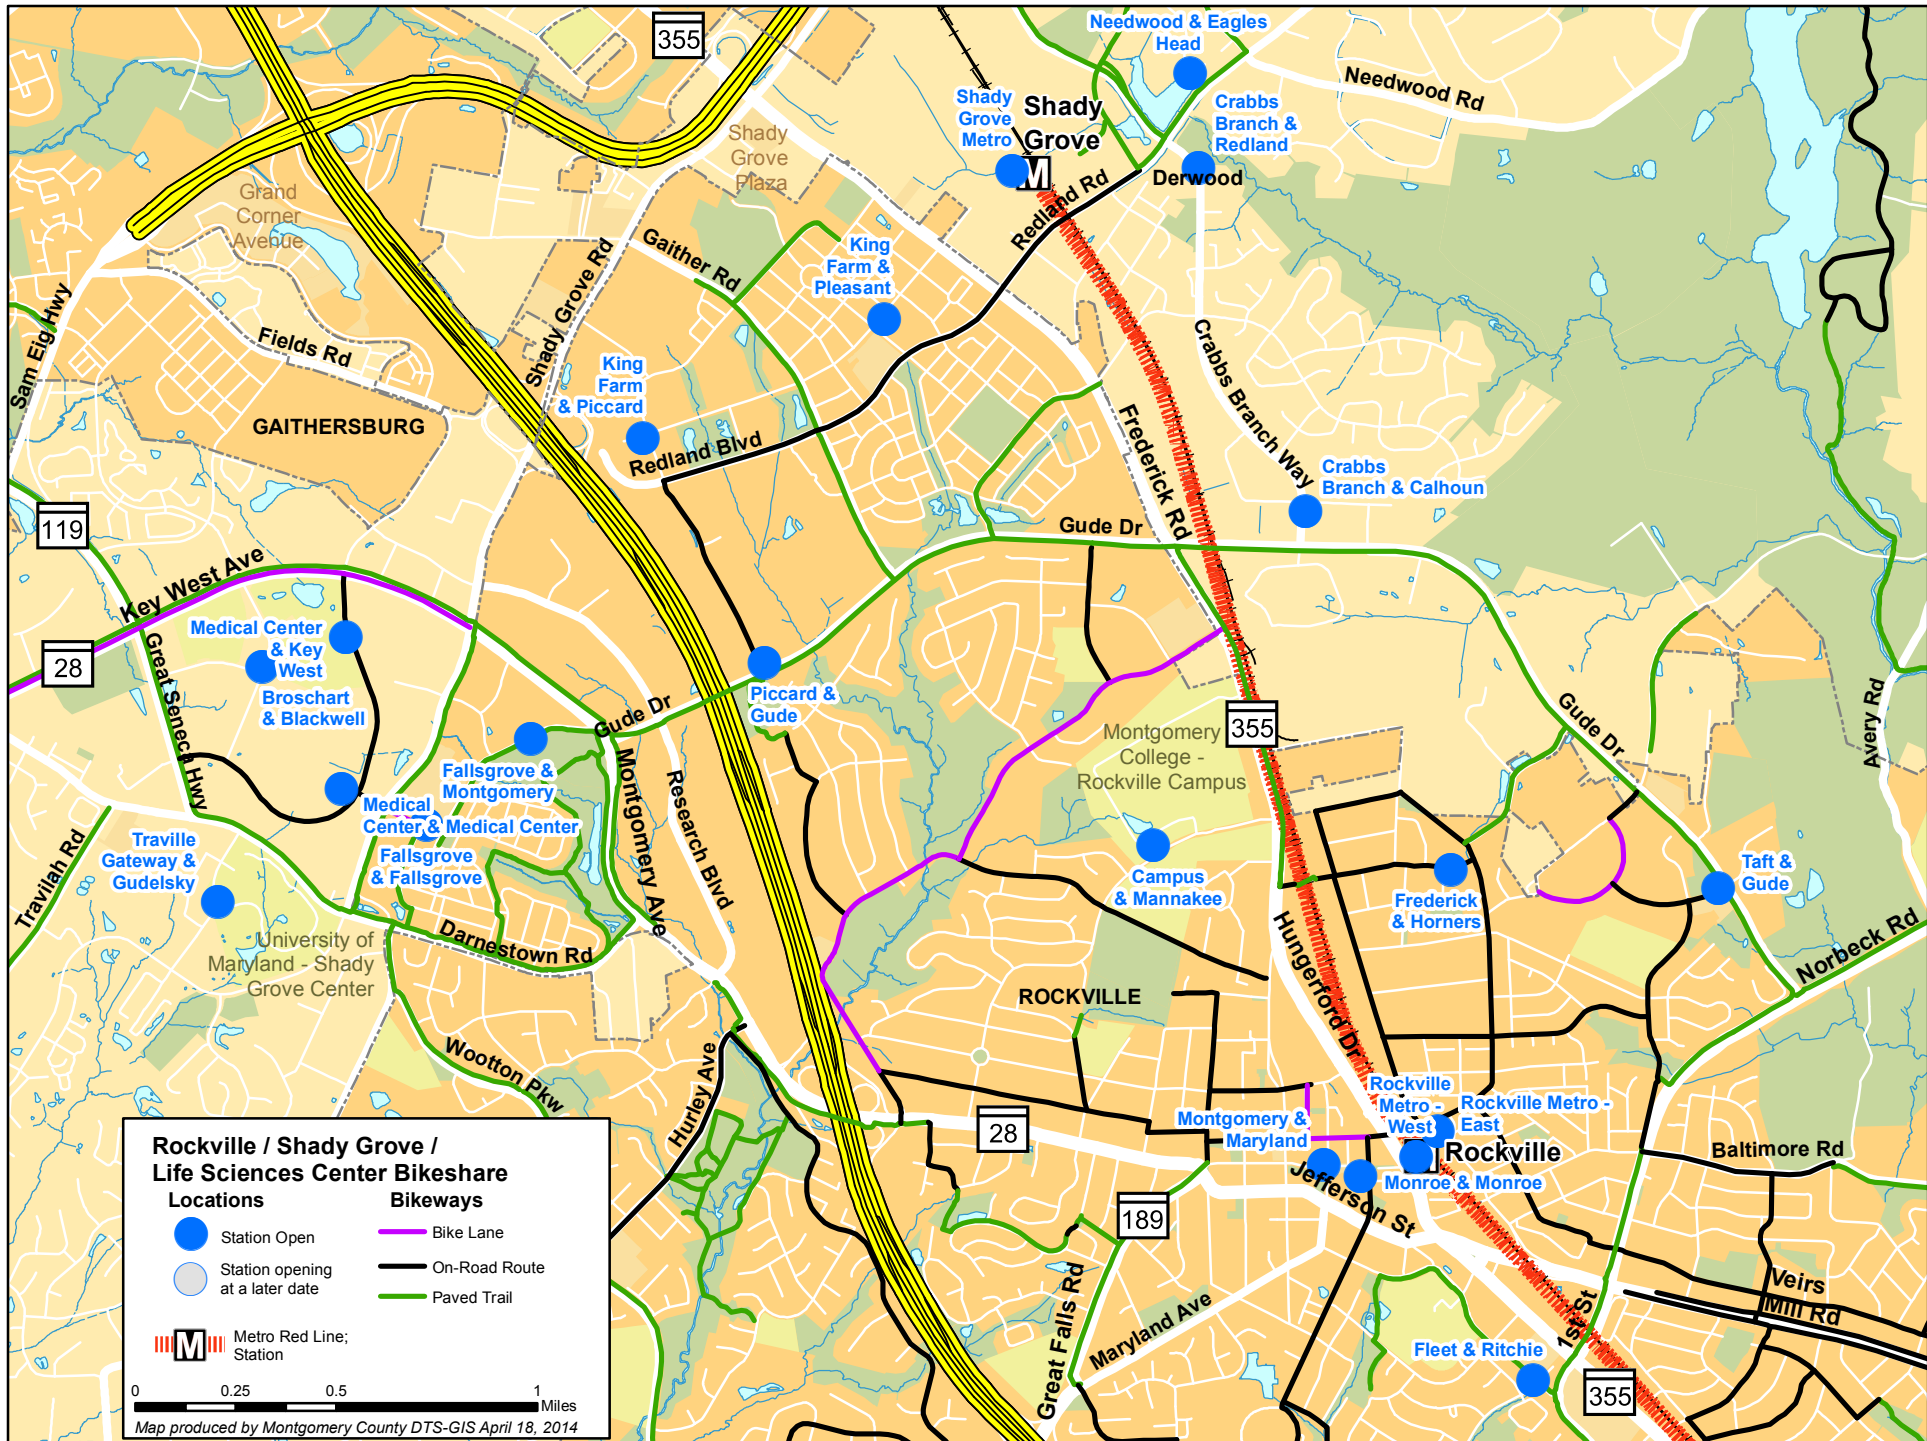 355
Needwood & Eagles
Head
Needwood Rd
Shady
Grove
Metro
Shady
Grove
M
Crabbs
Branch &
Redland
Derwood
Redland Rd
Shady
Grove
Plaza
Grand
Corner
Avenue
Gaither Rd
King
Farm &
Pleasant
Shady Grove Rd
Sam Eig Hwy
Fields Rd
King
Farm
& Piccard
GAITHERSBURG
Redland Blvd
Frederick Rd
Crabbs Branch Way
Crabbs
Branch & Calhoun
119
Gude Dr
Key West Ave
28
Great Seneca Hwy
Medical Center
& Key
West
Broschart
& Blackwell
Piccard &
Gude
Gude Dr
Montgomery
College -
Rockville Campus
355
Gude Dr
Avery Rd
Fallsgrove &
Montgomery
Montgomery Ave
Research Blvd
Medical
Center & Medical Center
Fallsgrove
& Fallsgrove
Traville
Gateway &
Gudelsky
Travilah Rd
Campus
& Mannakee
Frederick
& Horners
Taft &
Gude
Norbeck Rd
University of
Maryland - Shady
Grove Center
Darnestown Rd
ROCKVILLE
Hungerford Dr
Wootton Pkw
Hurley Ave
28
Montgomery &
Maryland
Rockville
Metro -
West
Rockville Metro -
East
Rockville
Monroe & Monroe
Jefferson St
Baltimore Rd
189
Great Falls Rd
Maryland Ave
Veirs
Mill Rd
1st St
Fleet & Ritchie
355
Rockville / Shady Grove /
Life Sciences Center Bikeshare
Locations
Bikeways
Station Open
Bike Lane
Station opening
at a later date
On-Road Route
Paved Trail
M
Metro Red Line;
Station
0 0.25 0.5 1
Miles
Map produced by Montgomery County DTS-GIS April 18, 2014